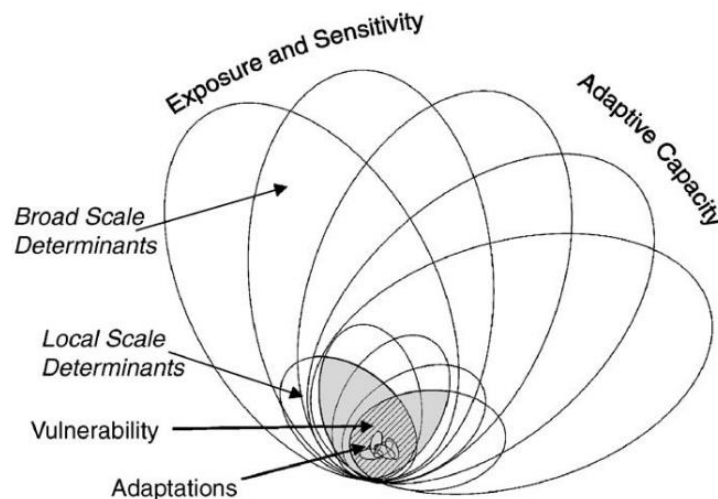 Exposure and Sensitivity
Adaptive Capacity
Broad Scale
Determinants
Local Scale
Determinants
Vulnerability
Adaptations